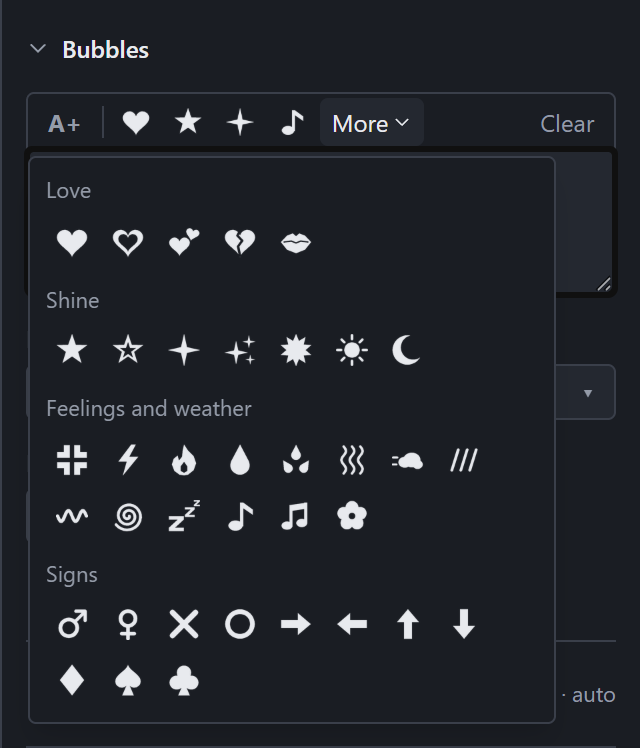 Bubbles
A+ More Clear
Love
Shine
Feelings and weather
Signs
· auto